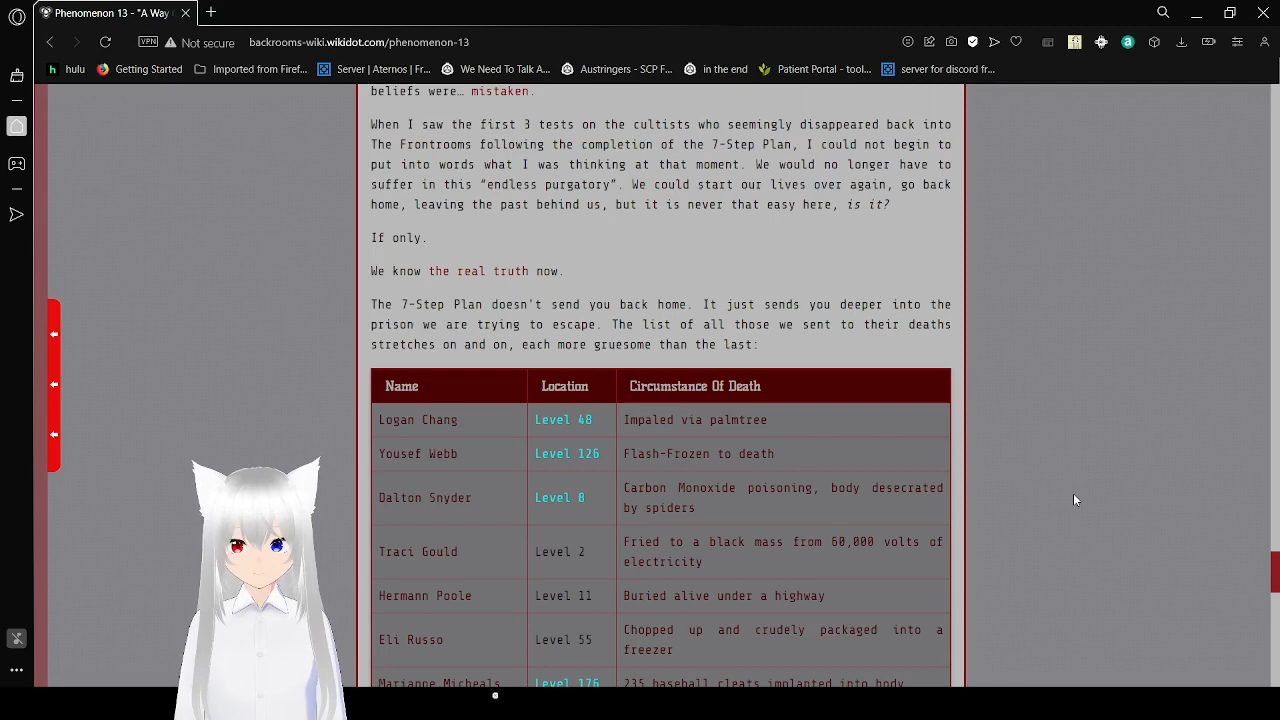 Phenomenon 13 - "A Way
VPN Not secure backrooms-wiki.wikidot.com/phenomenon-13
hulu Getting Started Imported from Firef... Server | Aternos | Fr... We Need To Talk A... Austringers - SCP F... in the end Patient Portal - tool... server for discord fr...
beliefs were… mistaken.
When I saw the first 3 tests on the cultists who seemingly disappeared back into
The Frontrooms following the completion of the 7-Step Plan, I could not begin to
put into words what I was thinking at that moment. We would no longer have to
suffer in this “endless purgatory”. We could start our lives over again, go back
home, leaving the past behind us, but it is never that easy here, is it?
If only.
We know the real truth now.
The 7-Step Plan doesn't send you back home. It just sends you deeper into the
prison we are trying to escape. The list of all those we sent to their deaths
stretches on and on, each more gruesome than the last:
Name Location Circumstance Of Death
Logan Chang Level 48 Impaled via palmtree
Yousef Webb Level 126 Flash-Frozen to death
Dalton Snyder Level 8 Carbon Monoxide poisoning, body desecrated
by spiders
Traci Gould Level 2 Fried to a black mass from 60,000 volts of
electricity
Hermann Poole Level 11 Buried alive under a highway
Eli Russo Level 55 Chopped up and crudely packaged into a
freezer
Marianne Micheals Level 176 235 baseball cleats implanted into body